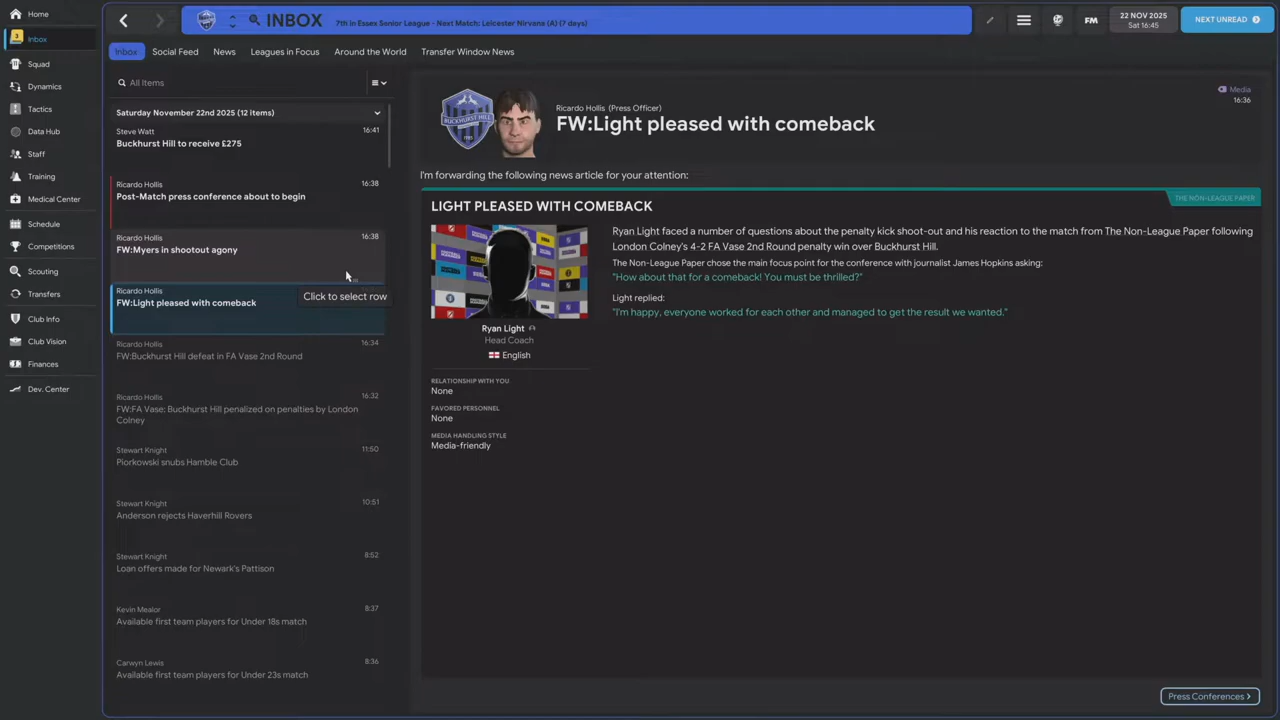 Home
Inbox
Squad
Dynamics
Tactics
Data Hub
Staff
Training
Medical Center
Schedule
Competitions
Scouting
Transfers
Club Info
Club Vision
Finances
Dev. Center
INBOX
7th in Essex Senior League - Next Match: Leicester Nirvana (A) (7 days)
FM
22 NOV 2025
Sat 16:45
NEXT UNREAD
Inbox
Social Feed
News
Leagues in Focus
Around the World
Transfer Window News
All Items
Saturday November 22nd 2025 (12 items)
Steve Watt
16:41
Buckhurst Hill to receive £275
Ricardo Hollis
16:38
Post-Match press conference about to begin
Ricardo Hollis
16:38
FW:Myers in shootout agony
Ricardo Hollis
FW:Light pleased with comeback
Click to select row
Ricardo Hollis
16:34
FW:Buckhurst Hill defeat in FA Vase 2nd Round
Ricardo Hollis
16:32
FW:FA Vase: Buckhurst Hill penalized on penalties by London
Colney
Stewart Knight
11:50
Piorkowski snubs Hamble Club
Stewart Knight
10:51
Anderson rejects Haverhill Rovers
Stewart Knight
8:52
Loan offers made for Newark's Pattison
Kevin Mealor
8:37
Available first team players for Under 18s match
Carwyn Lewis
8:36
Available first team players for Under 23s match
BUCKHURST HILL
1985
Ricardo Hollis (Press Officer)
FW:Light pleased with comeback
Media
16:36
I'm forwarding the following news article for your attention:
LIGHT PLEASED WITH COMEBACK
THE NON-LEAGUE PAPER
Ryan Light faced a number of questions about the penalty kick shoot-out and his reaction to the match from The Non-League Paper following
London Colney's 4-2 FA Vase 2nd Round penalty win over Buckhurst Hill.
The Non-League Paper chose the main focus point for the conference with journalist James Hopkins asking:
"How about that for a comeback! You must be thrilled?"
Light replied:
"I'm happy, everyone worked for each other and managed to get the result we wanted."
Ryan Light
Head Coach
English
RELATIONSHIP WITH YOU
None
FAVORED PERSONNEL
None
MEDIA HANDLING STYLE
Media-friendly
Press Conferences